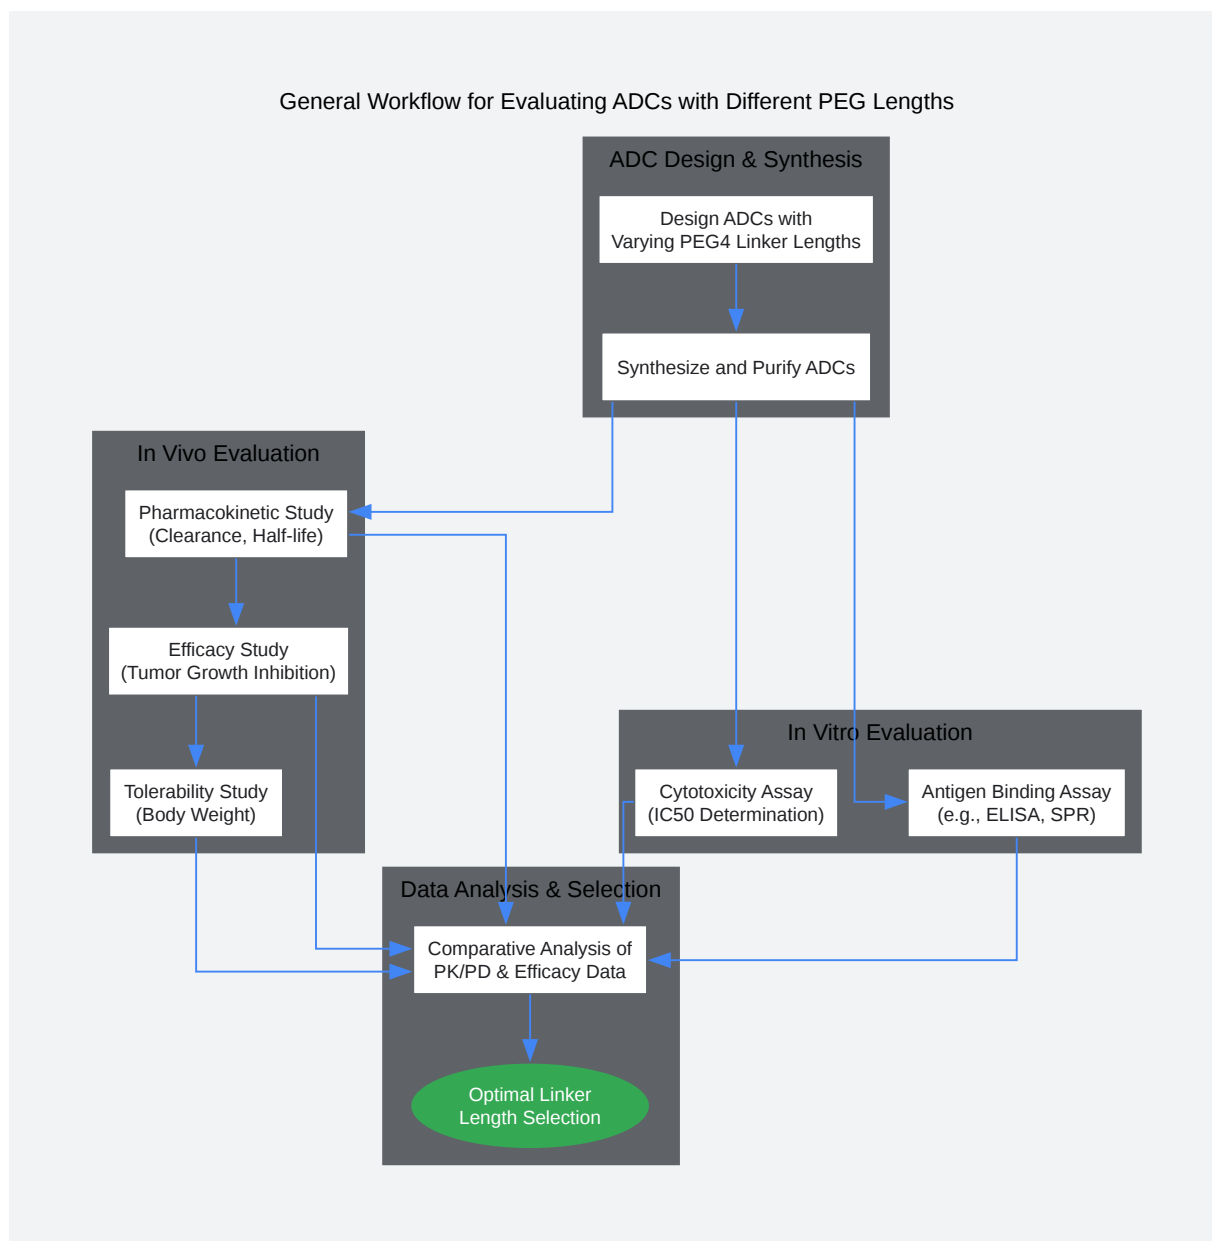 General Workflow for Evaluating ADCs with Different PEG Lengths
ADC Design & Synthesis
Design ADCs with
Varying PEG4 Linker Lengths
Synthesize and Purify ADCs
In Vivo Evaluation
Pharmacokinetic Study
(Clearance, Half-life)
Efficacy Study
(Tumor Growth Inhibition)
Tolerability Study
(Body Weight)
In Vitro Evaluation
Cytotoxicity Assay
(IC50 Determination)
Antigen Binding Assay
(e.g., ELISA, SPR)
Data Analysis & Selection
Comparative Analysis of
PK/PD & Efficacy Data
Optimal Linker
Length Selection